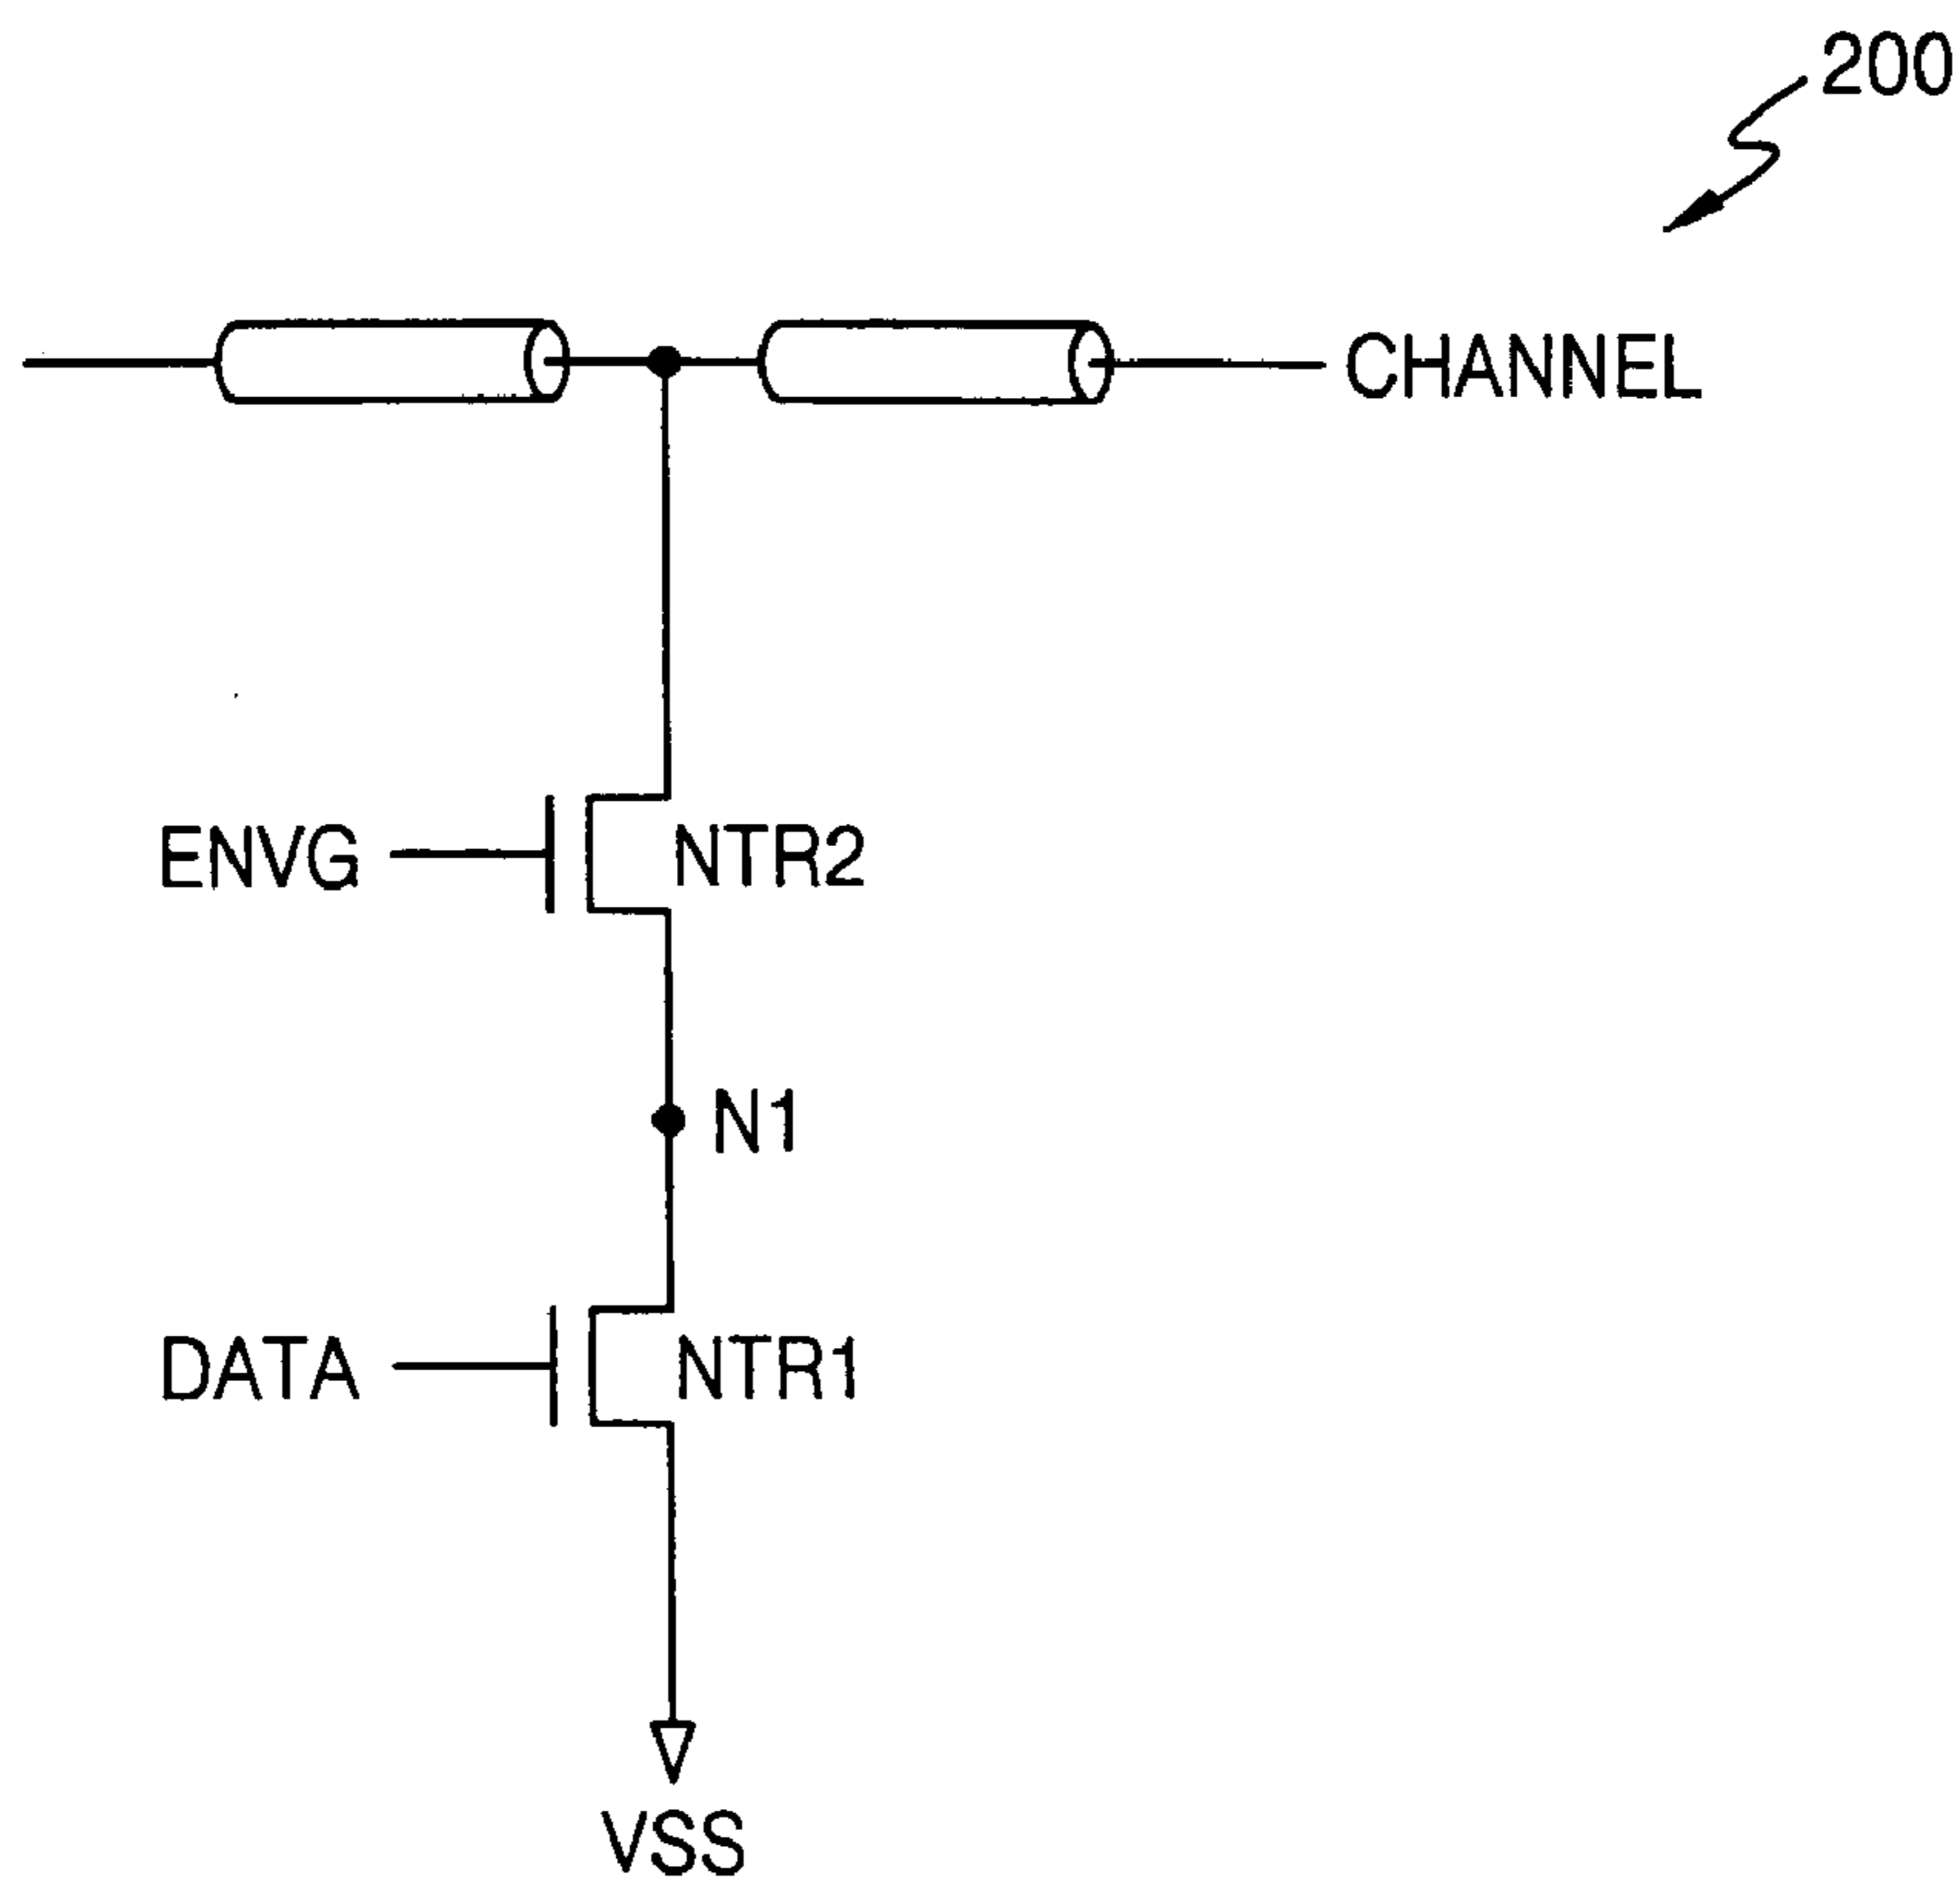 200
CHANNEL
ENVG
NTR2
N1
DATA
NTR1
VSS